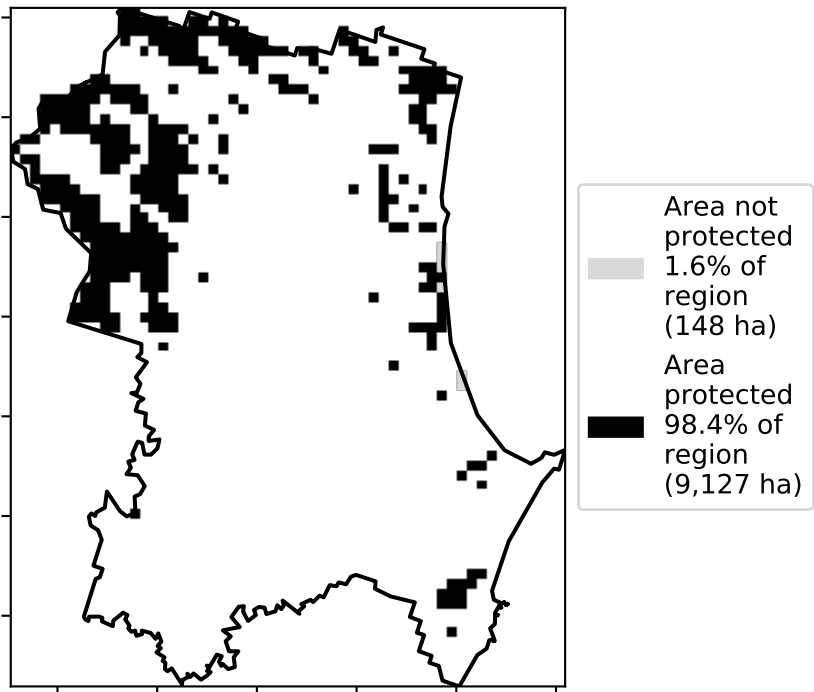 Area not
protected
1.6% of
region
(148 ha)
Area
protected
98.4% of
region
(9,127 ha)